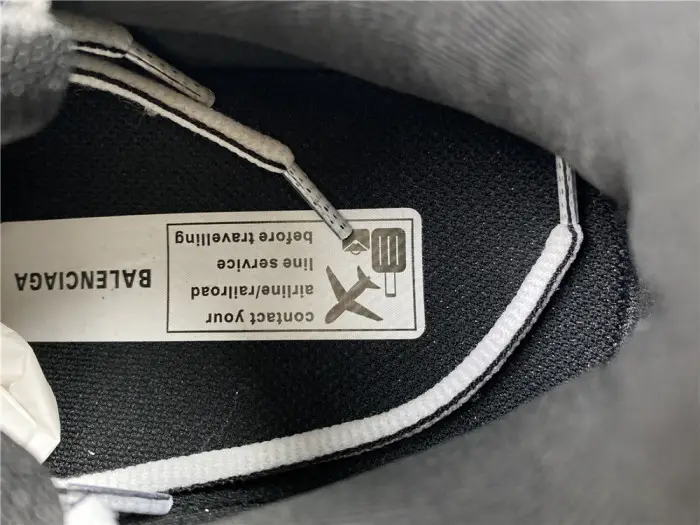 BALENCIAGA
contact your
airline/railroad
line service
before travelling